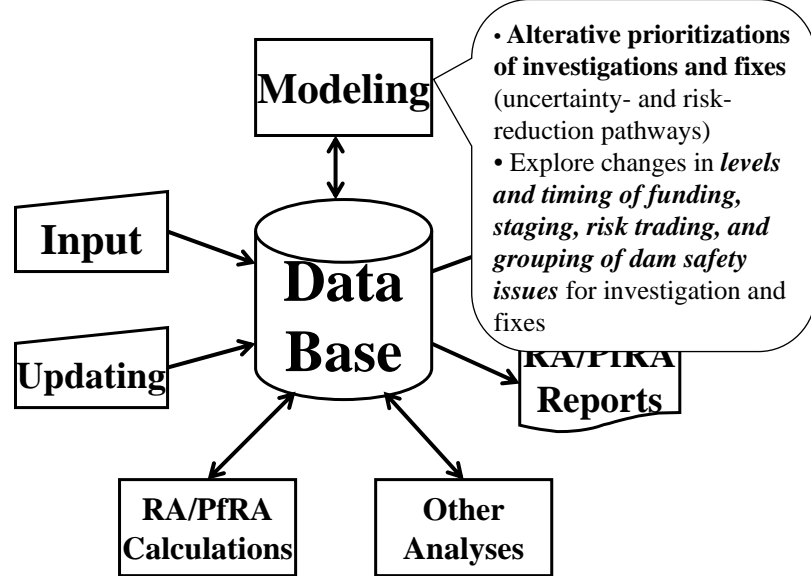 Modeling
• Alterative prioritizations
of investigations and fixes
(uncertainty- and risk-
reduction pathways)
• Explore changes in levels
and timing of funding,
staging, risk trading, and
grouping of dam safety
issues for investigation and
fixes
Input
Data
Base
Updating
RA/PfRA
Reports
RA/PfRA
Calculations
Other
Analyses